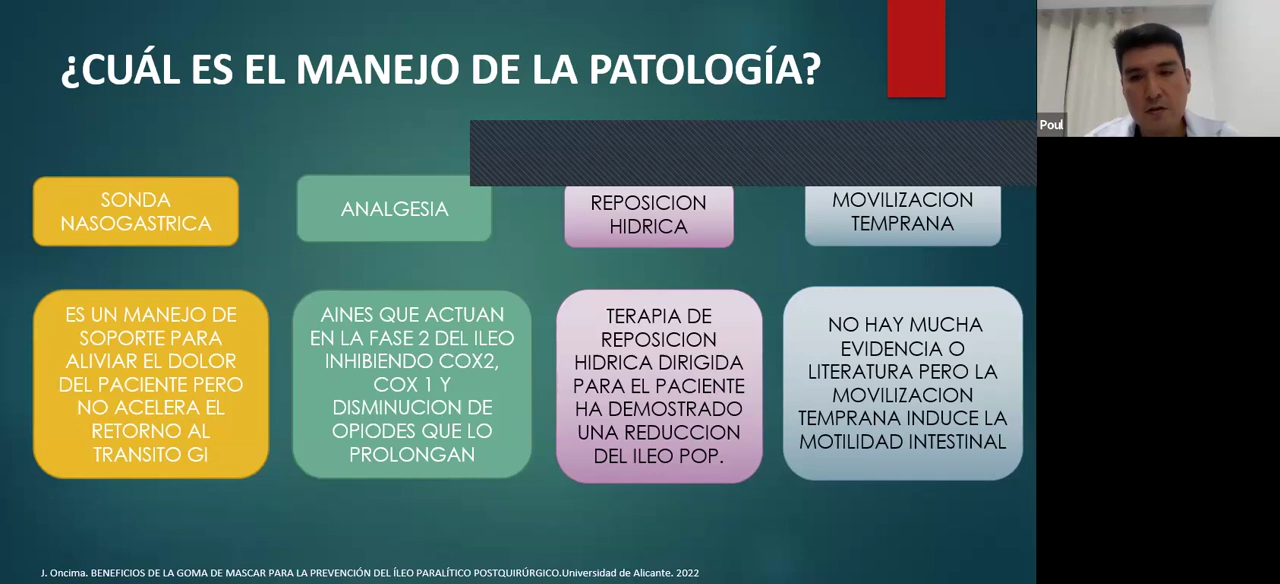 ¿CUÁL ES EL MANEJO DE LA PATOLOGÍA?
Poul
SONDA
NASOGASTRICA
ANALGESIA
REPOSICION
HIDRICA
MOVILIZACION
TEMPRANA
ES UN MANEJO DE
SOPORTE PARA
ALIVIAR EL DOLOR
DEL PACIENTE PERO
NO ACELERA EL
RETORNO AL
TRANSITO GI
AINES QUE ACTUAN
EN LA FASE 2 DEL ILEO
INHIBIENDO COX2,
COX 1 Y
DISMINUCION DE
OPIODES QUE LO
PROLONGAN
TERAPIA DE
REPOSICION
HIDRICA DIRIGIDA
PARA EL PACIENTE
HA DEMOSTRADO
UNA REDUCCION
DEL ILEO POP.
NO HAY MUCHA
EVIDENCIA O
LITERATURA PERO LA
MOVILIZACION
TEMPRANA INDUCE LA
MOTILIDAD INTESTINAL
J. Oncima. BENEFICIOS DE LA GOMA DE MASCAR PARA LA PREVENCIÓN DEL ÍLEO PARALÍTICO POSTQUIRÚRGICO.Universidad de Alicante. 2022